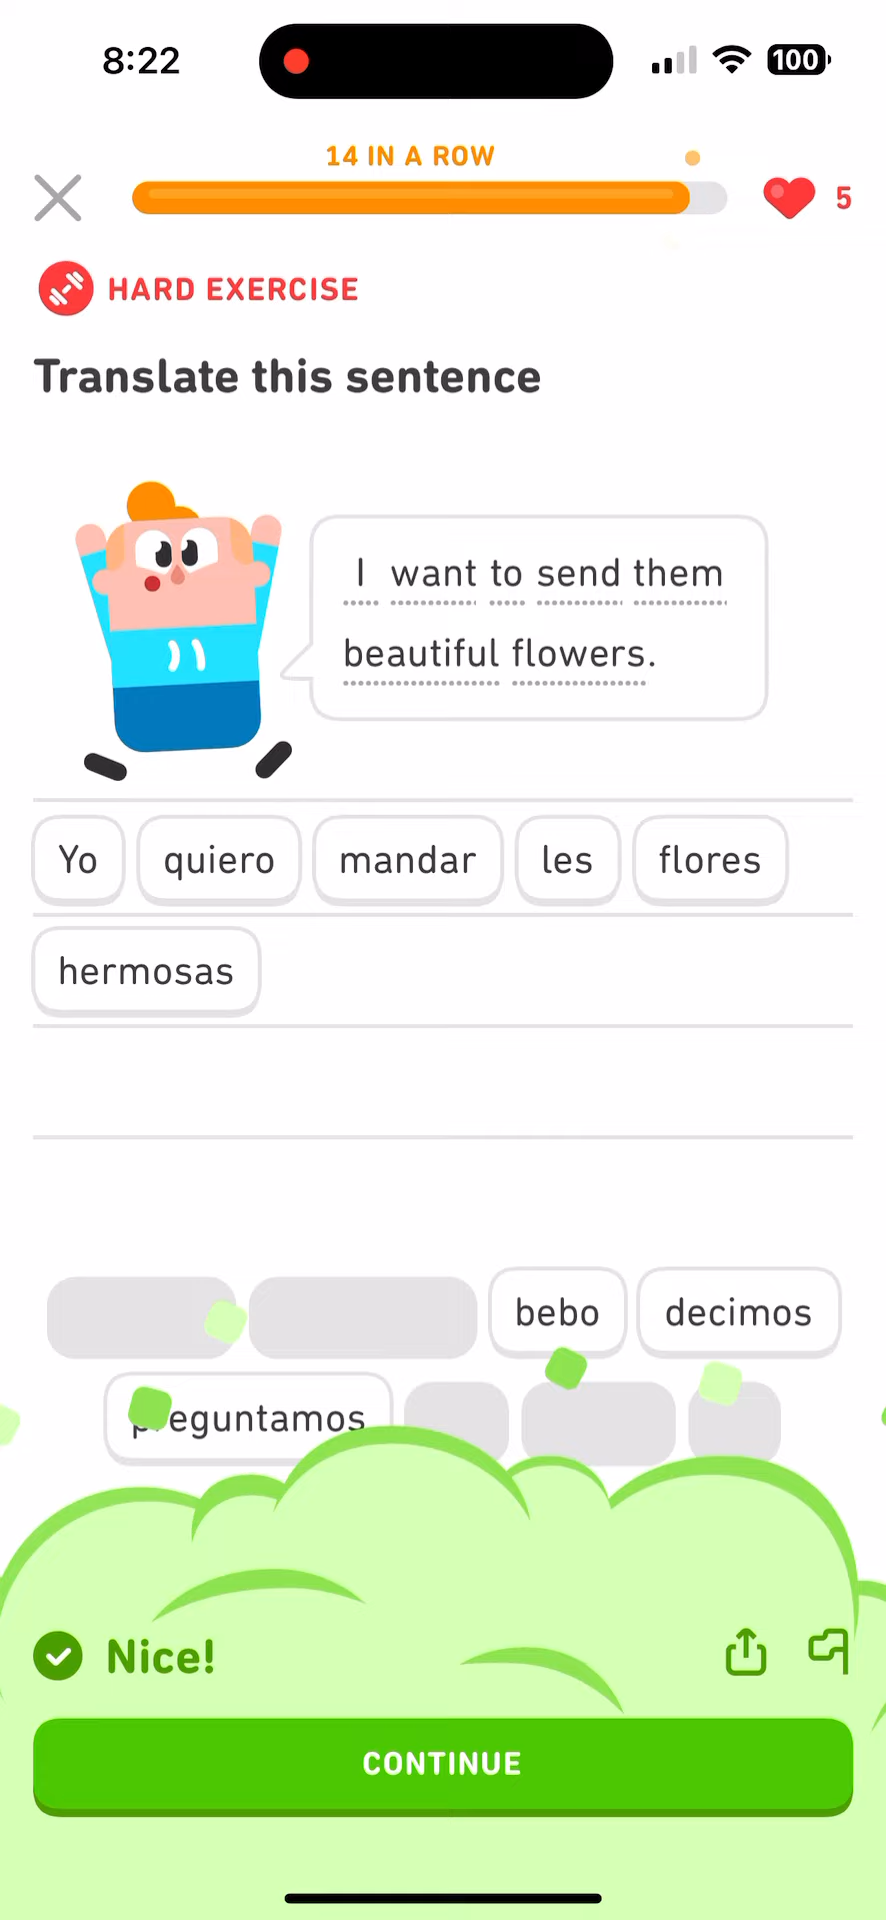 8:22
100
14 IN A ROW
5
HARD EXERCISE
Translate this sentence
I want to send them
beautiful flowers.
Yo quiero mandar les flores
hermosas
bebo decimos
preguntamos
Nice!
CONTINUE